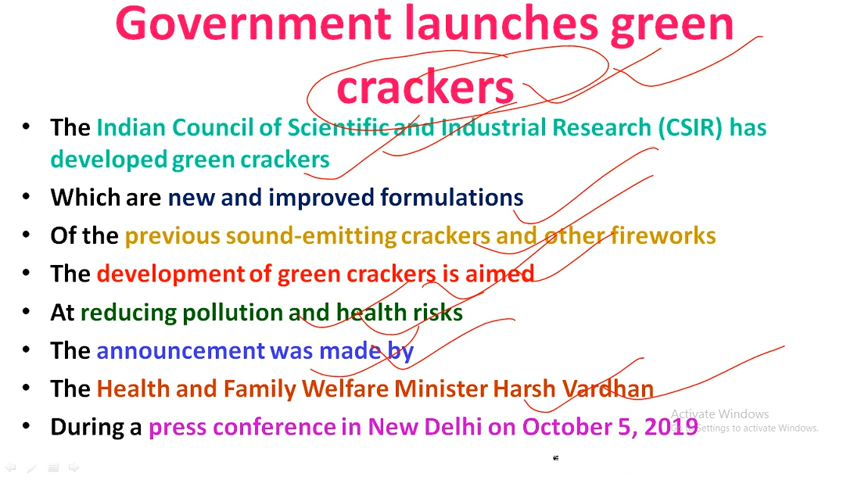 Government launches green
crackers
• The Indian Council of Scientific and Industrial Research (CSIR) has
developed green crackers
• Which are new and improved formulations
• Of the previous sound-emitting crackers and other fireworks
• The development of green crackers is aimed
• At reducing pollution and health risks
• The announcement was made by
• The Health and Family Welfare Minister Harsh Vardhan
• During a press conference in New Delhi on October 5, 2019
Activate Windows
Settings to activate Windows.